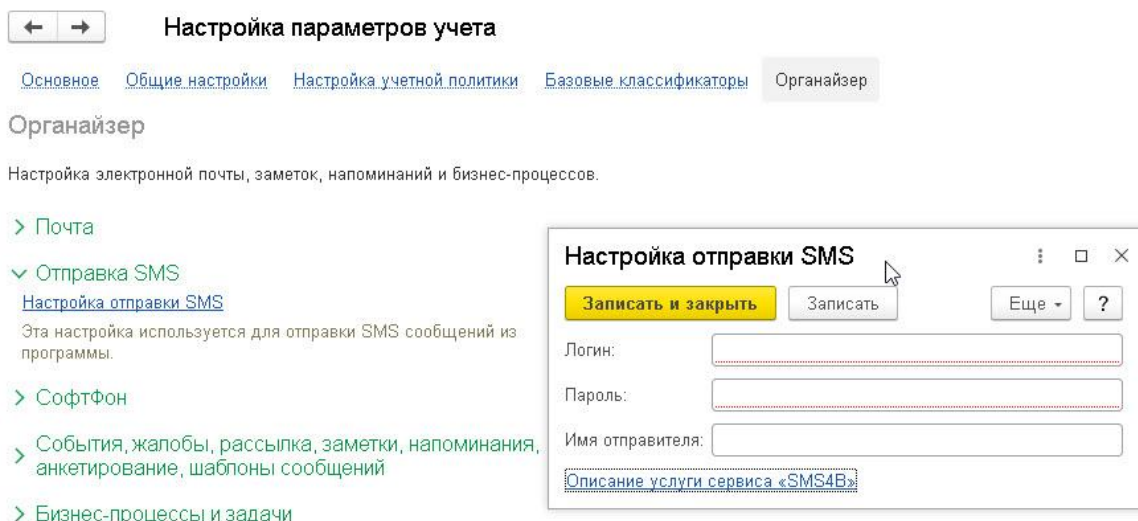 Настройка параметров учета
Основное Общие настройки Настройка учетной политики Базовые классификаторы Органайзер
Органайзер
Настройка электронной почты, заметок, напоминаний и бизнес-процессов.
Почта
Отправка SMS
Настройка отправки SMS
Эта настройка используется для отправки SMS сообщений из
программы.
СофтФон
События, жалобы, рассылка, заметки, напоминания,
анкетирование, шаблоны сообщений
Бизнес-процессы и задачи
Настройка отправки SMS
Записать и закрыть Записать Еще ?
Логин:
Пароль:
Имя отправителя:
Описание услуги сервиса «SMS4B»